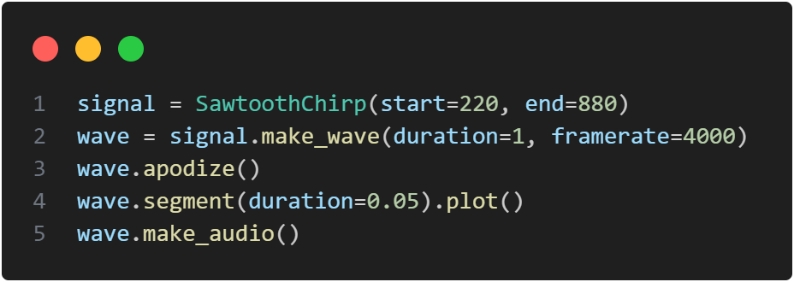 1 signal = SawtoothChirp(start=220, end=880)
2 wave = signal.make_wave(duration=1, framerate=4000)
3 wave.apodize()
4 wave.segment(duration=0.05).plot()
5 wave.make_audio()